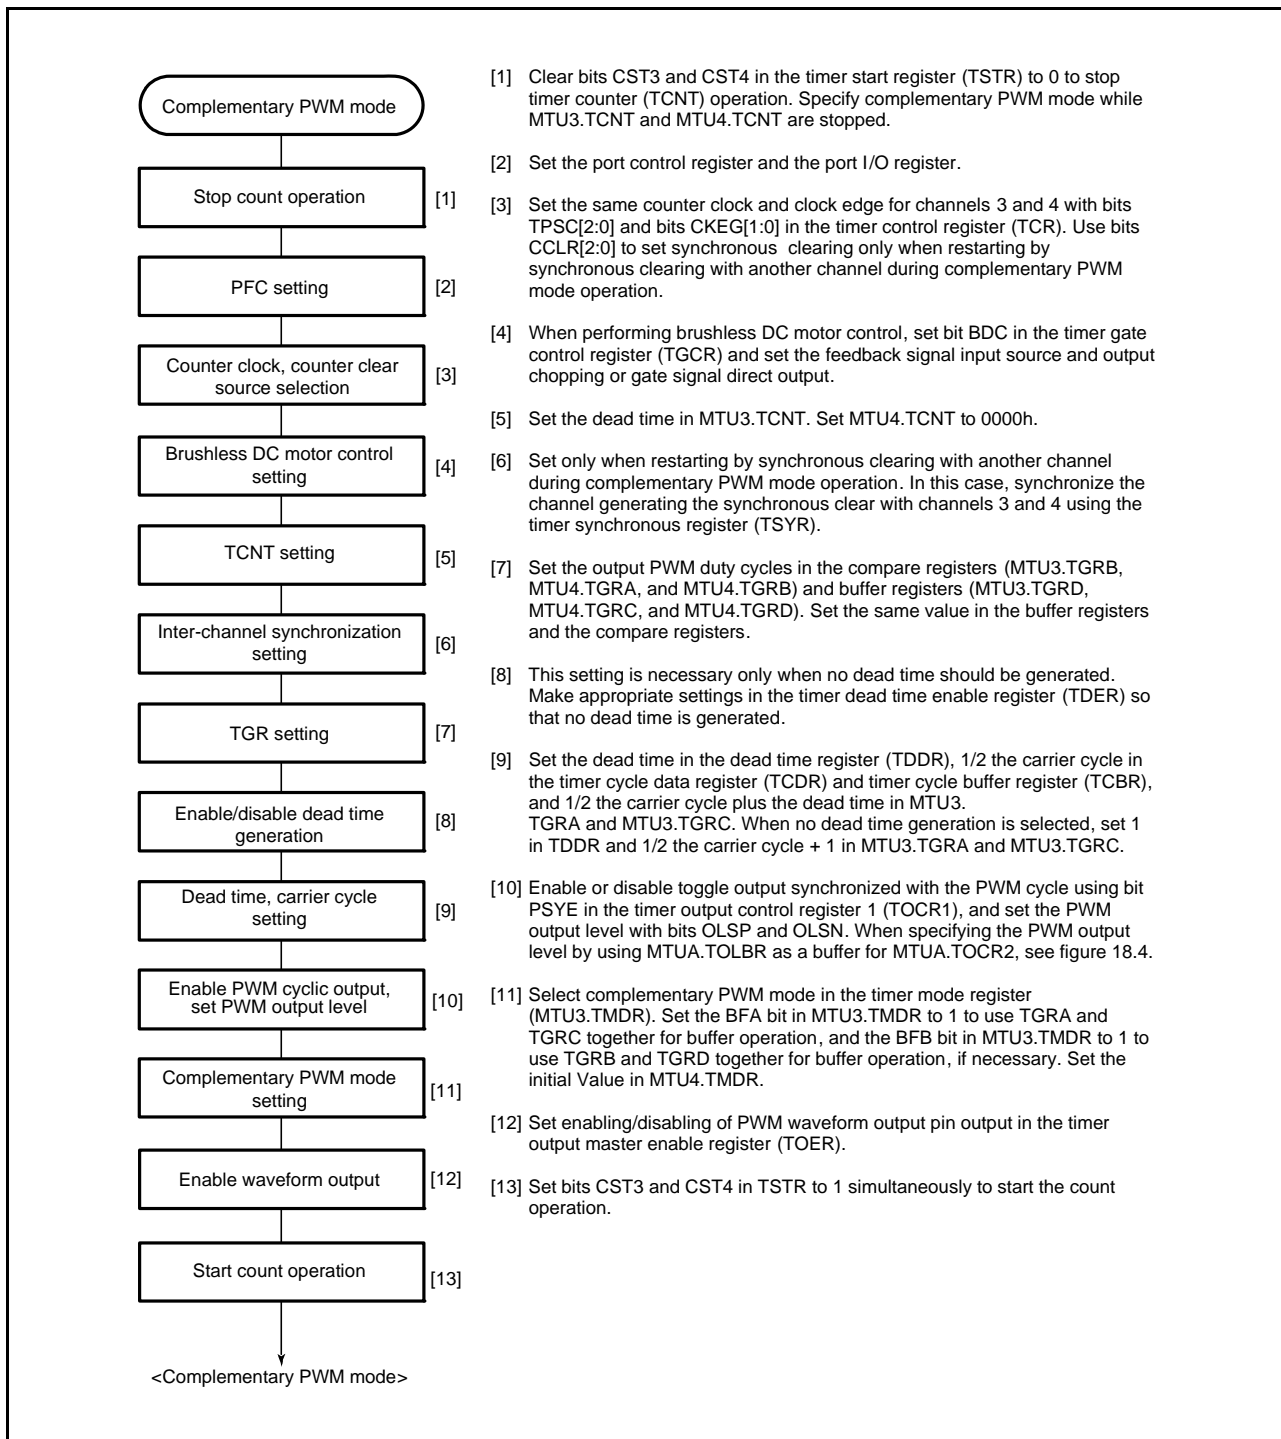 Complementary PWM mode
Stop count operation
[1]
PFC setting
[2]
Counter clock, counter clear
source selection
[3]
Brushless DC motor control
setting
[4]
TCNT setting
[5]
Inter-channel synchronization
setting
[6]
TGR setting
[7]
Enable/disable dead time
generation
[8]
Dead time, carrier cycle
setting
[9]
Enable PWM cyclic output,
set PWM output level
[10]
Complementary PWM mode
setting
[11]
Enable waveform output
[12]
Start count operation
[13]
<Complementary PWM mode>
[1] Clear bits CST3 and CST4 in the timer start register (TSTR) to 0 to stop
timer counter (TCNT) operation. Specify complementary PWM mode while
MTU3.TCNT and MTU4.TCNT are stopped.
[2] Set the port control register and the port I/O register.
[3] Set the same counter clock and clock edge for channels 3 and 4 with bits
TPSC[2:0] and bits CKEG[1:0] in the timer control register (TCR). Use bits
CCLR[2:0] to set synchronous clearing only when restarting by
synchronous clearing with another channel during complementary PWM
mode operation.
[4] When performing brushless DC motor control, set bit BDC in the timer gate
control register (TGCR) and set the feedback signal input source and output
chopping or gate signal direct output.
[5] Set the dead time in MTU3.TCNT. Set MTU4.TCNT to 0000h.
[6] Set only when restarting by synchronous clearing with another channel
during complementary PWM mode operation. In this case, synchronize the
channel generating the synchronous clear with channels 3 and 4 using the
timer synchronous register (TSYR).
[7] Set the output PWM duty cycles in the compare registers (MTU3.TGRB,
MTU4.TGRA, and MTU4.TGRB) and buffer registers (MTU3.TGRD,
MTU4.TGRC, and MTU4.TGRD). Set the same value in the buffer registers
and the compare registers.
[8] This setting is necessary only when no dead time should be generated.
Make appropriate settings in the timer dead time enable register (TDER) so
that no dead time is generated.
[9] Set the dead time in the dead time register (TDDR), 1/2 the carrier cycle in
the timer cycle data register (TCDR) and timer cycle buffer register (TCBR),
and 1/2 the carrier cycle plus the dead time in MTU3.
TGRA and MTU3.TGRC. When no dead time generation is selected, set 1
in TDDR and 1/2 the carrier cycle + 1 in MTU3.TGRA and MTU3.TGRC.
[10] Enable or disable toggle output synchronized with the PWM cycle using bit
PSYE in the timer output control register 1 (TOCR1), and set the PWM
output level with bits OLSP and OLSN. When specifying the PWM output
level by using MTUA.TOLBR as a buffer for MTUA.TOCR2, see figure 18.4.
[11] Select complementary PWM mode in the timer mode register
(MTU3.TMDR). Set the BFA bit in MTU3.TMDR to 1 to use TGRA and
TGRC together for buffer operation, and the BFB bit in MTU3.TMDR to 1 to
use TGRB and TGRD together for buffer operation, if necessary. Set the
initial Value in MTU4.TMDR.
[12] Set enabling/disabling of PWM waveform output pin output in the timer
output master enable register (TOER).
[13] Set bits CST3 and CST4 in TSTR to 1 simultaneously to start the count
operation.